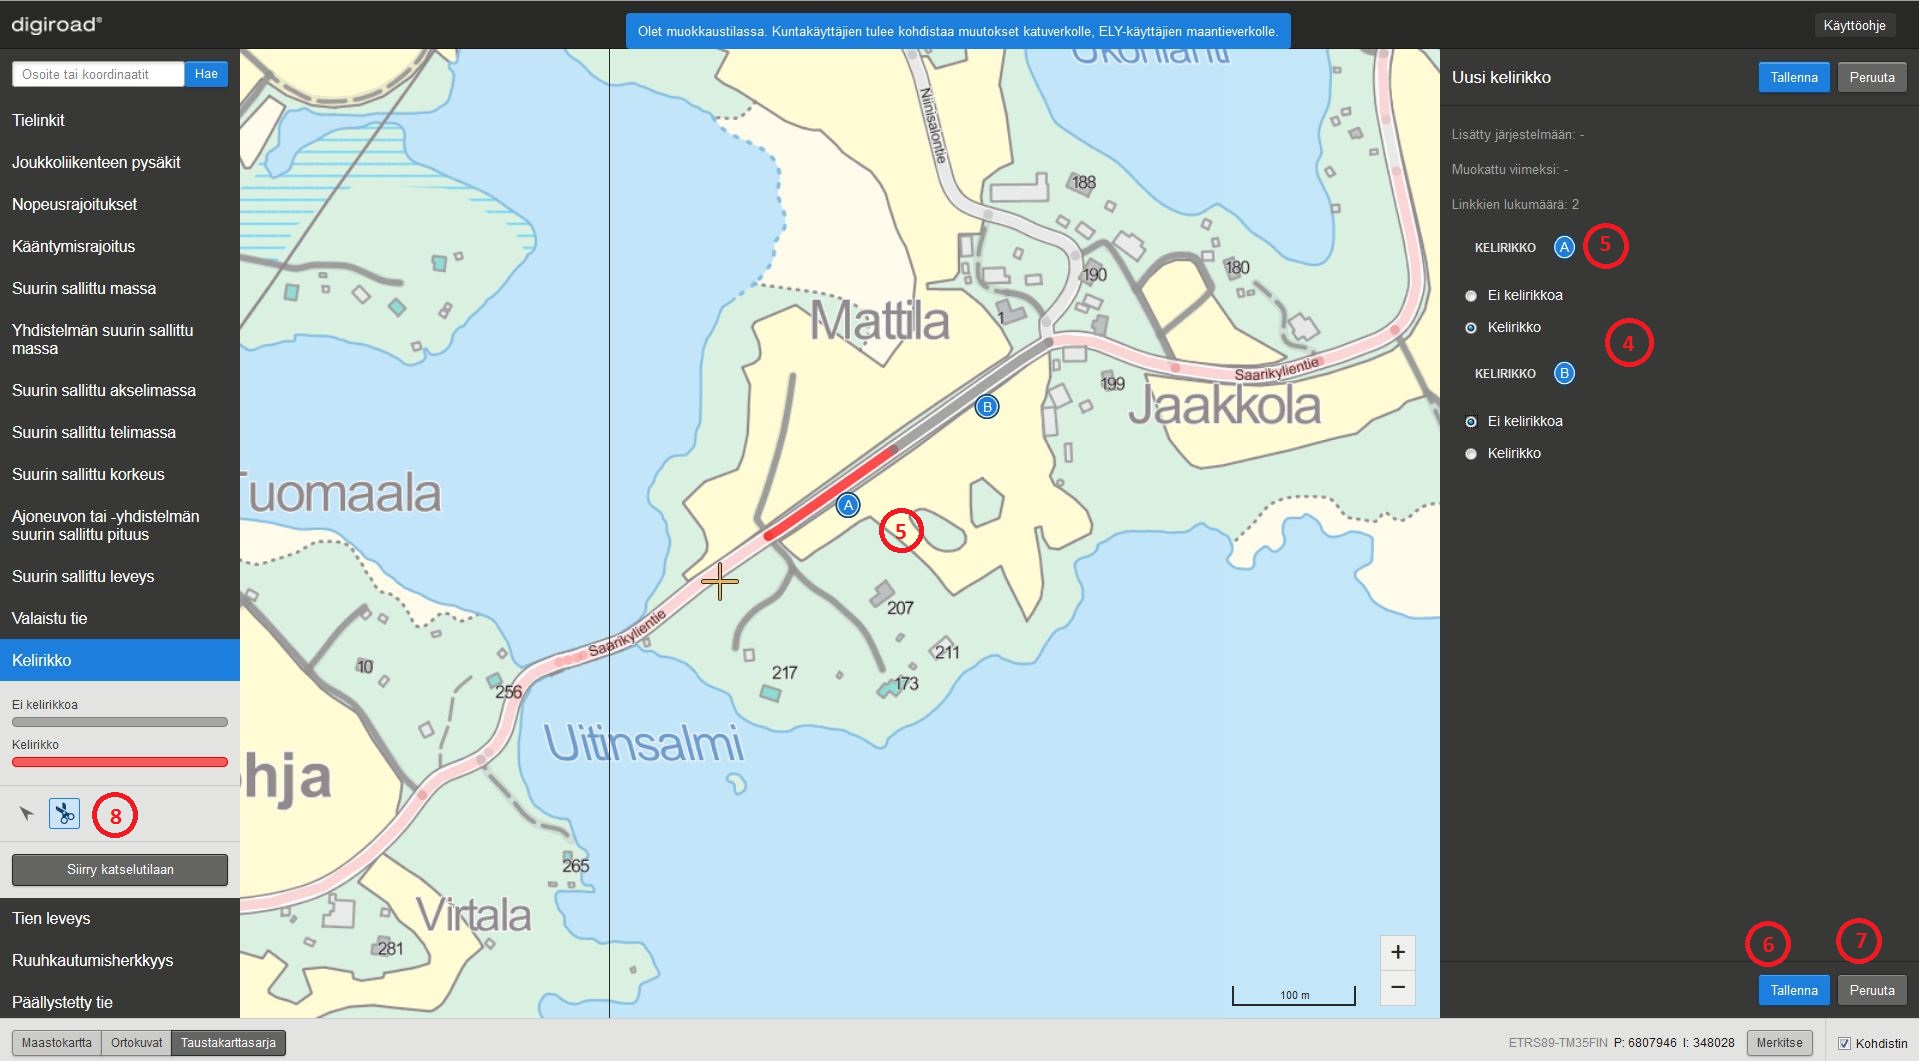 digiroad
Olet muokkaustilassa. Kuntakäyttäjien tulee kohdistaa muutokset katuverkolle, ELY-käyttäjien maantieverkolle.
Käyttöohje
Osoite tai koordinaatit
Hae
Tielinkit
Joukkoliikenteen pysäkit
Nopeusrajoitukset
Kääntymisrajoitus
Suurin sallittu massa
Yhdistelmän suurin sallittu
massa
Suurin sallittu akselimassa
Suurin sallittu telimassa
Suurin sallittu korkeus
Ajoneuvon tai -yhdistelmän
suurin sallittu pituus
Suurin sallittu leveys
Valaistu tie
Kelirikko
Ei kelirikkoa
Kelirikko
8
Siirry katselutilaan
Tien leveys
Ruuhkautumisherkkyys
Päällystetty tie
Ukonlahti
Niinisalontie
188
190
180
Mattila
1
Saarikylientie
199
Jaakkola
B
Tuomaala
A
5
207
Saarikylientie
211
217
173
10
256
Uitinsalmi
ohja
265
Virtala
281
+
−
100 m
Uusi kelirikko
Tallenna
Peruuta
Lisätty järjestelmään: -
Muokattu viimeksi: -
Linkkien lukumäärä: 2
KELIRIKKO A 5
Ei kelirikkoa
Kelirikko
4
KELIRIKKO B
Ei kelirikkoa
Kelirikko
6
7
Tallenna
Peruuta
Maastokartta
Ortokuvat
Taustakarttasarja
ETRS89-TM35FIN P: 6807946 I: 348028
Merkitse
Kohdistin